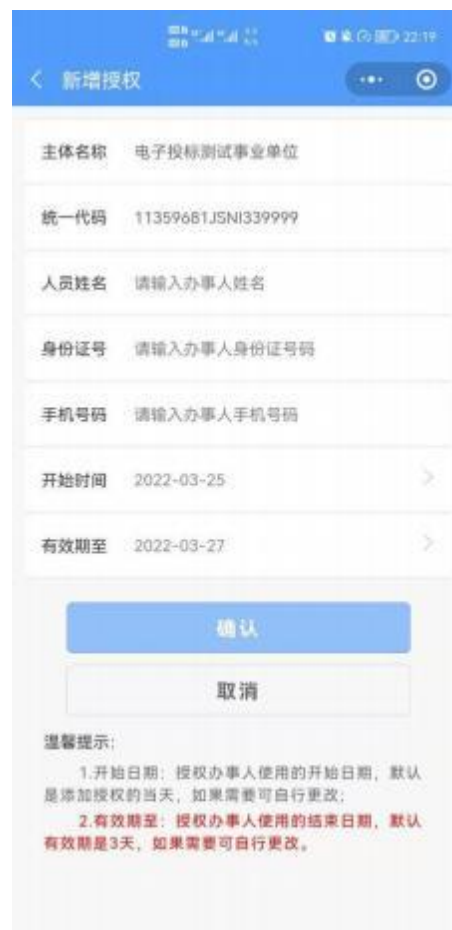 22:19
新增授权
主体名称 电子投标测试事业单位
统一代码 11359681JSNI339999
人员姓名 请输入办事人姓名
身份证号 请输入办事人身份证号码
手机号码 请输入办事人手机号码
开始时间 2022-03-25
有效期至 2022-03-27
确认
取消
温馨提示:
1.开始日期:授权办事人使用的开始日期,默认
是添加授权的当天,如果需要可自行更改;
2.有效期至:授权办事人使用的结束日期,默认
有效期是3天,如果需要可自行更改。